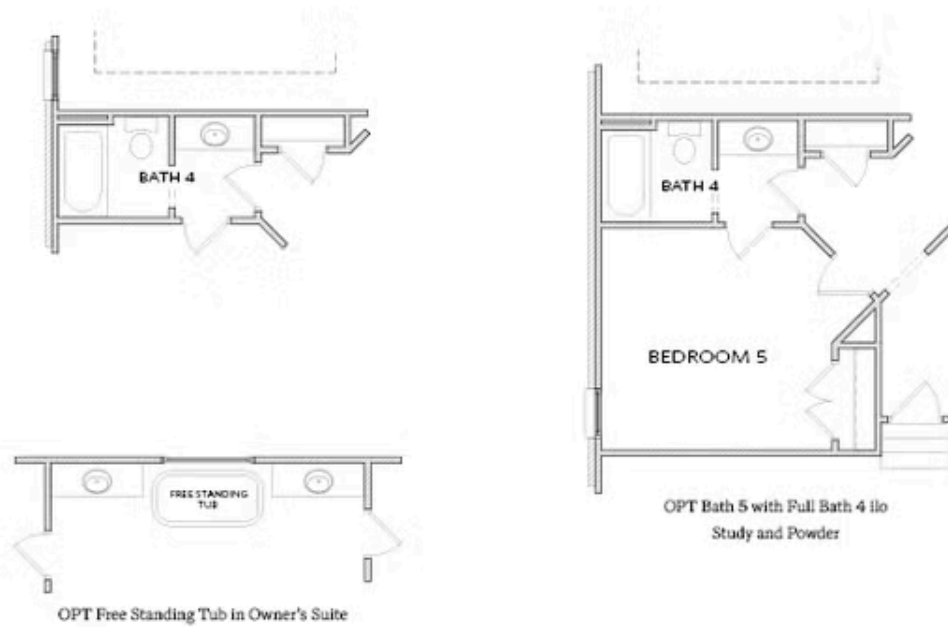 BATH 4
BATH 4
BEDROOM 5
FREE STANDING
TUB
OPT Bath 5 with Full Bath 4 ilo
Study and Powder
OPT Free Standing Tub in Owner's Suite